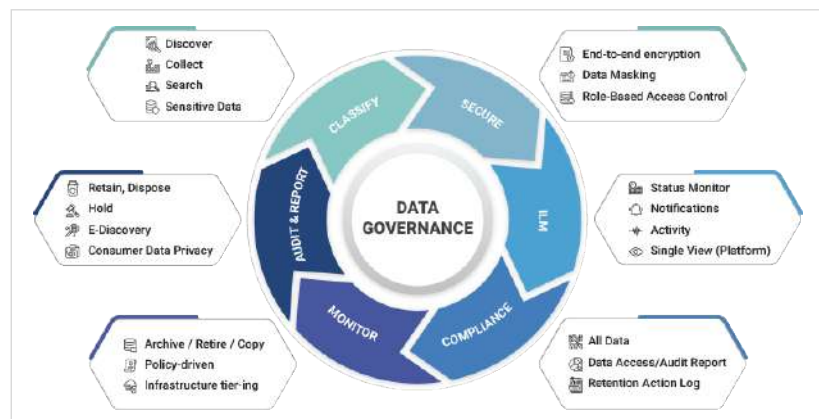 Discover
Collect
Search
Sensitive Data
End-to-end encryption
Data Masking
Role-Based Access Control
CLASSIFY
SECURE
Retain, Dispose
Hold
E-Discovery
Consumer Data Privacy
AUDIT & REPORT
DATA
GOVERNANCE
ILM
Status Monitor
Notifications
Activity
Single View (Platform)
MONITOR
COMPLIANCE
Archive / Retire / Copy
Policy-driven
Infrastructure tier-ing
All Data
Data Access/Audit Report
Retention Action Log